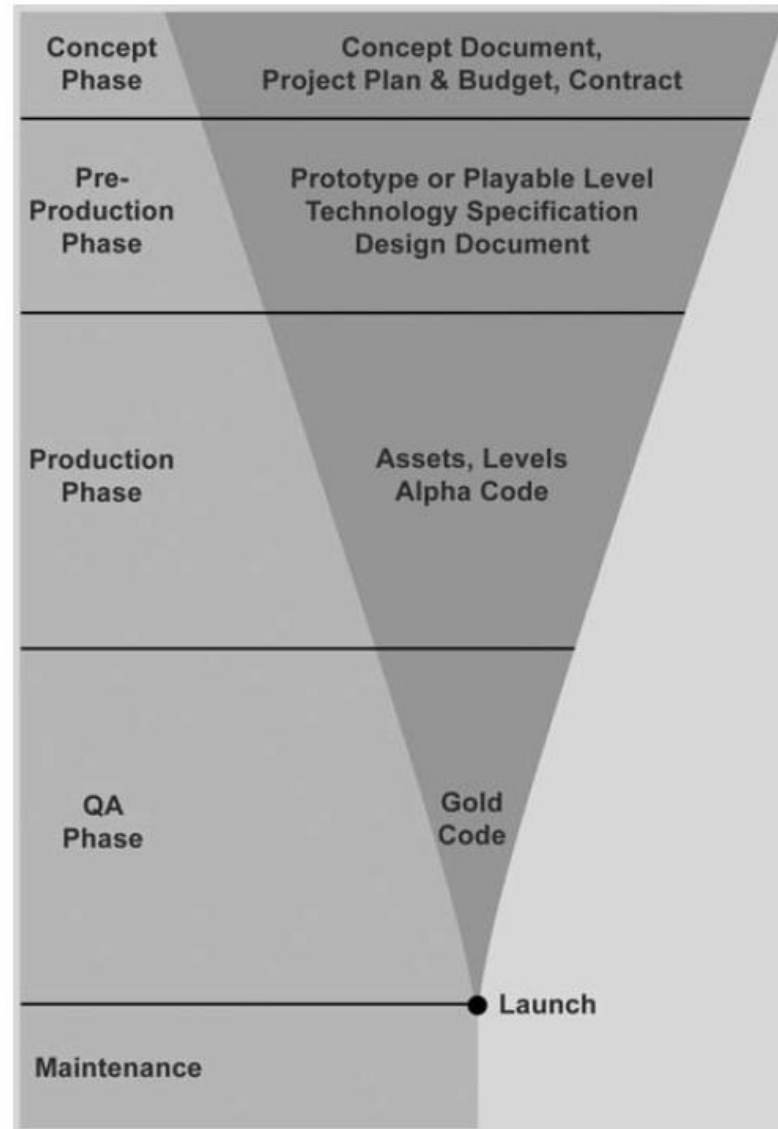 Concept
Phase
Concept Document,
Project Plan & Budget, Contract
Pre-
Production
Phase
Prototype or Playable Level
Technology Specification
Design Document
Production
Phase
Assets, Levels
Alpha Code
QA
Phase
Gold
Code
Launch
Maintenance